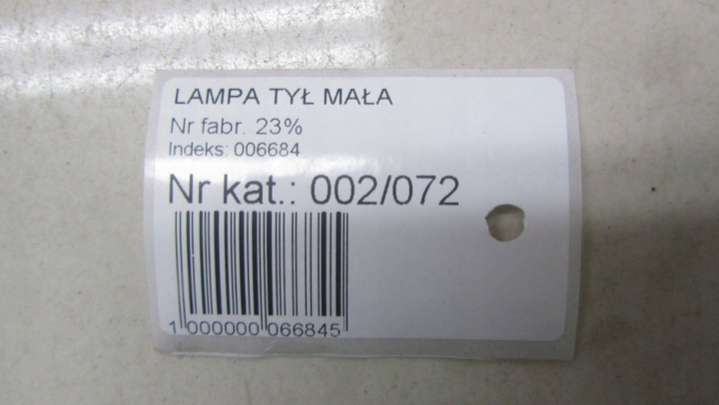 LAMPA TYŁ MAŁA
Nr fabr. 23%
Indeks: 006684
Nr kat.: 002/072
1 000000 066845